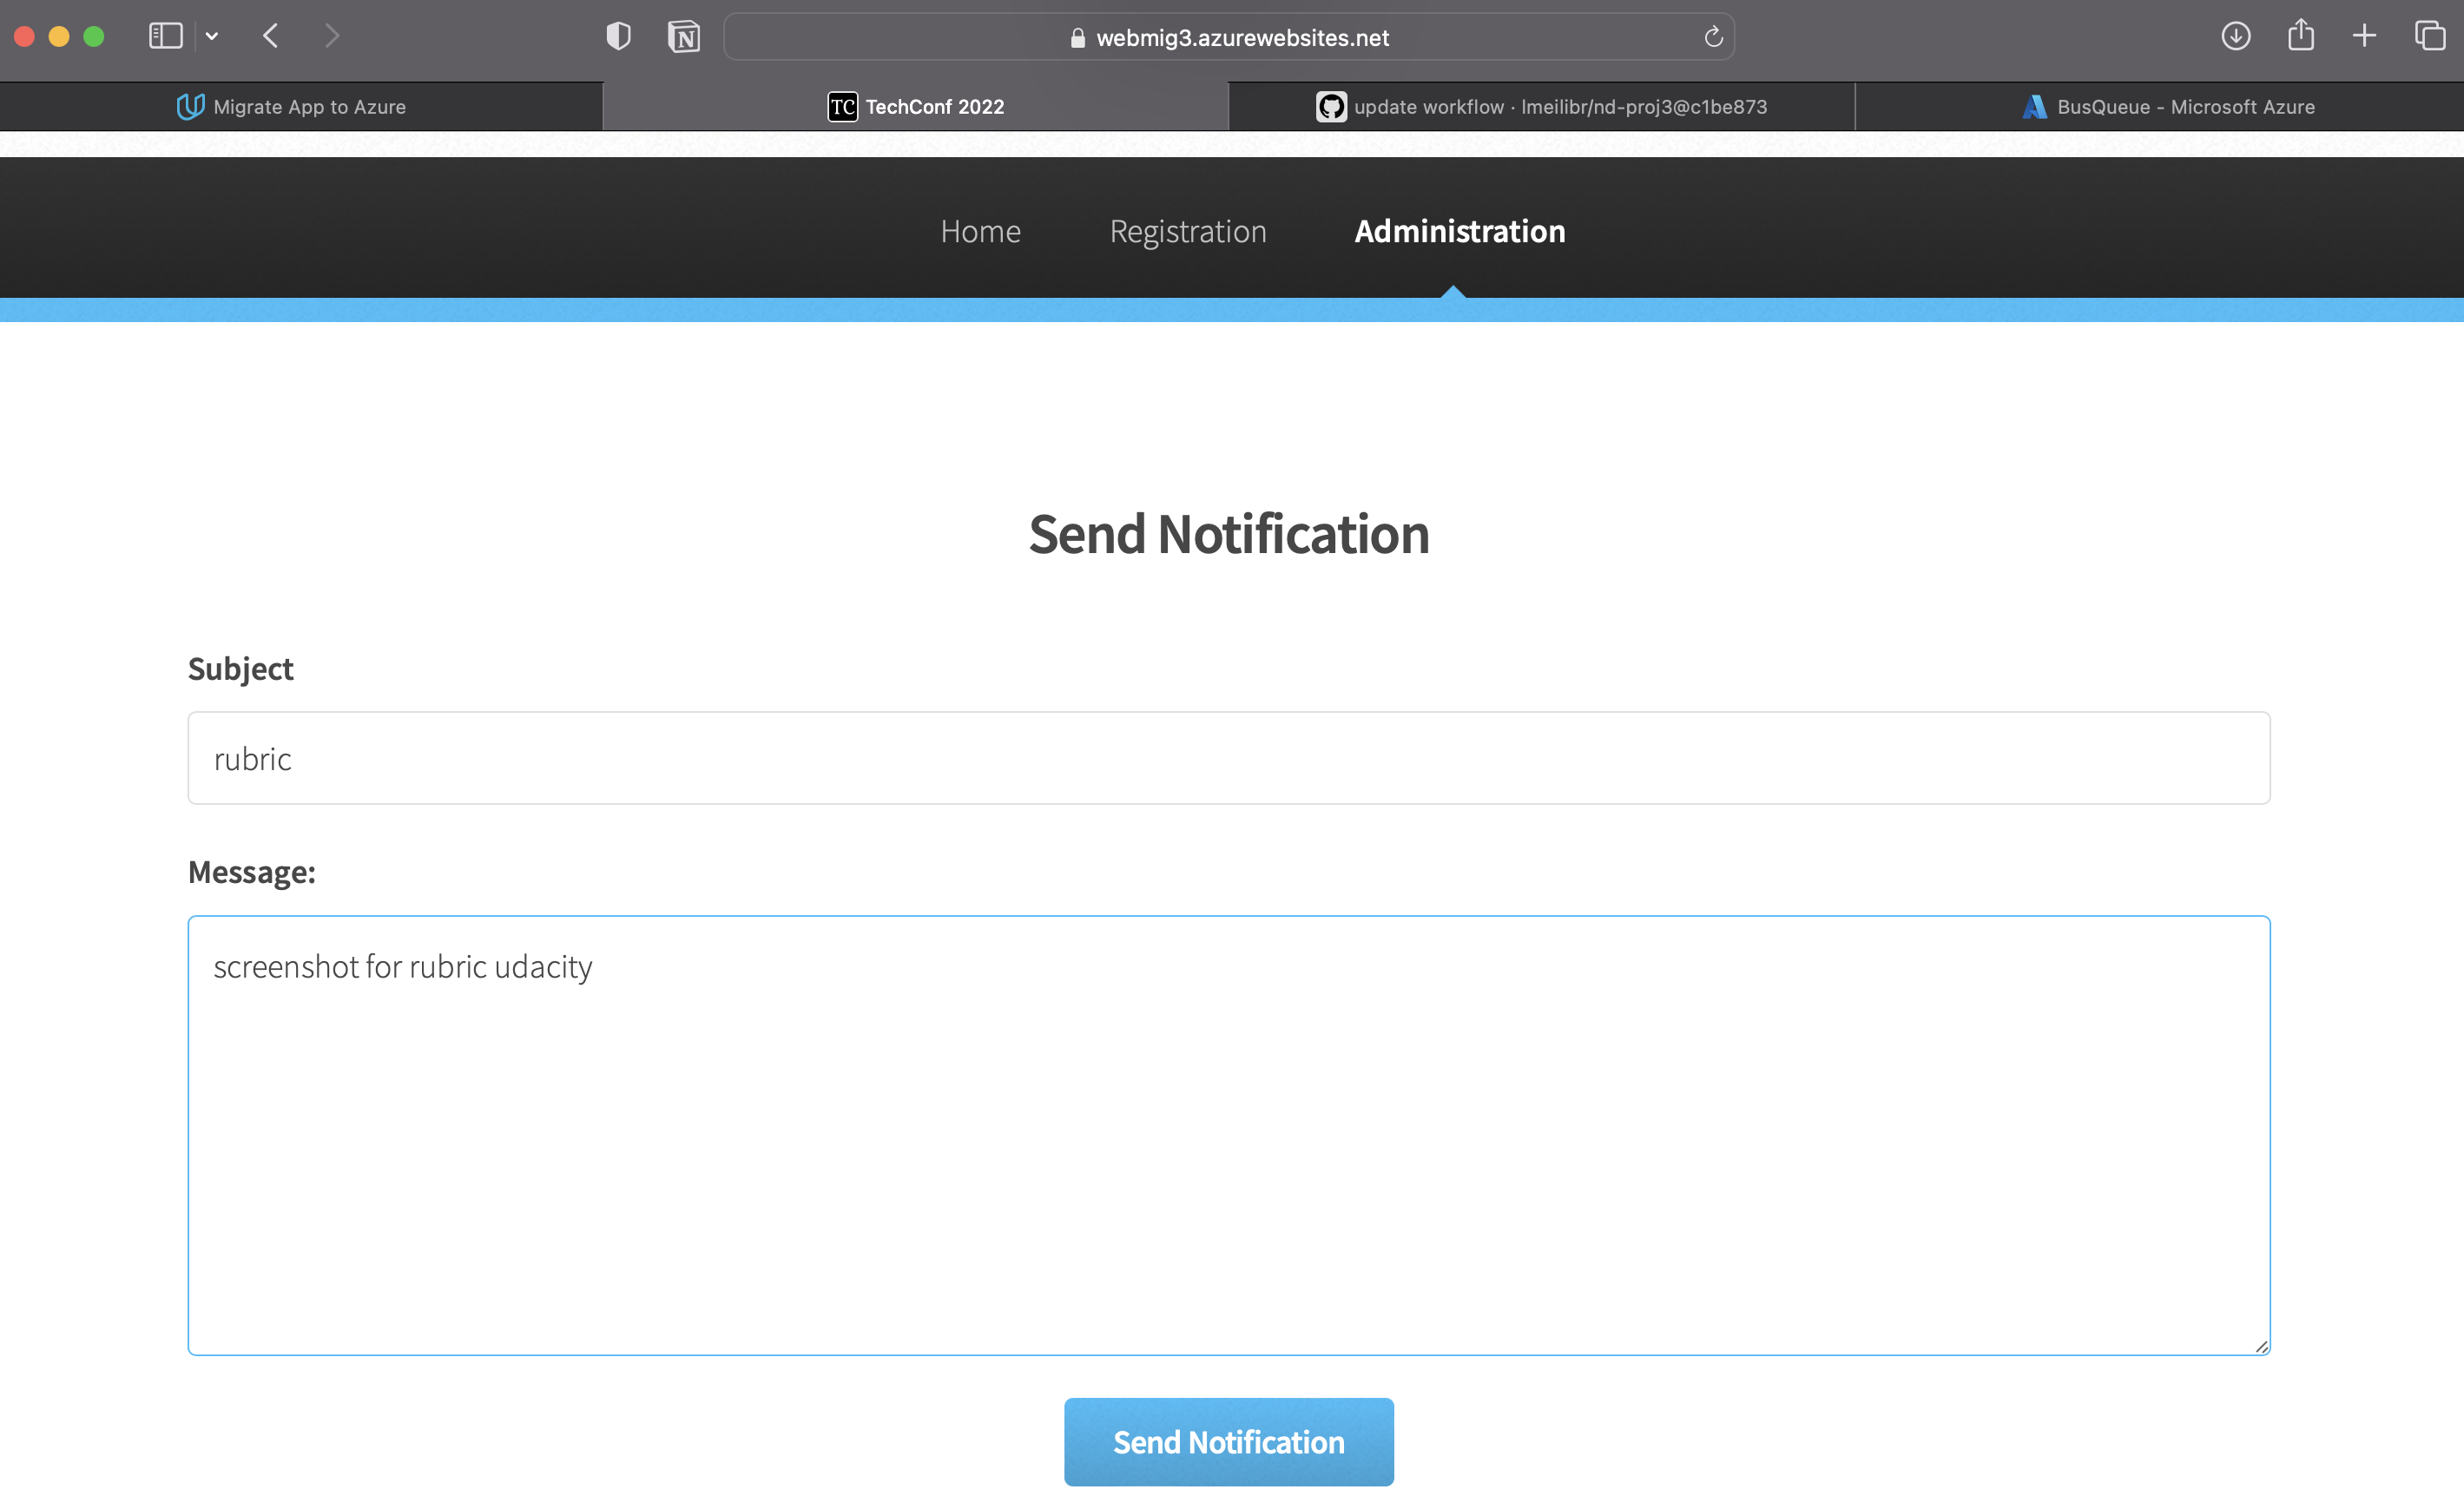 webmig3.azurewebsites.net
Migrate App to Azure
TC TechConf 2022
update workflow · lmeilibr/nd-proj3@c1be873
BusQueue - Microsoft Azure
Home Registration Administration
Send Notification
Subject
rubric
Message:
screenshot for rubric udacity
Send Notification